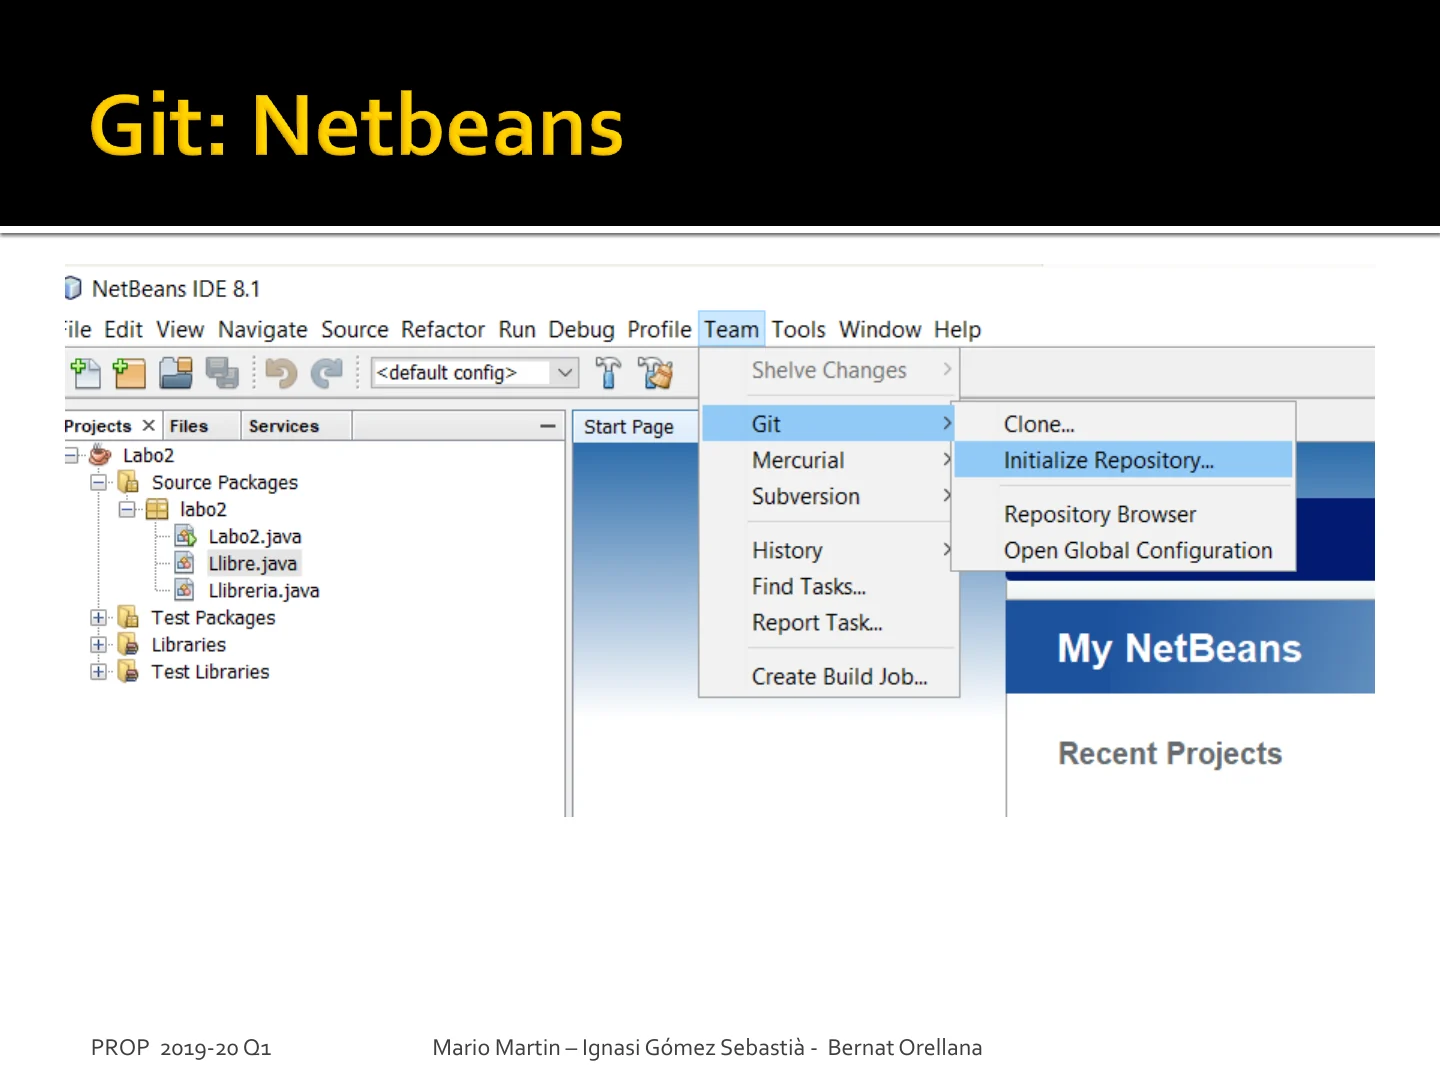 Git: Netbeans
NetBeans IDE 8.1
ile Edit View Navigate Source Refactor Run Debug Profile Team Tools Window Help
<default config>
Projects Files Services
Start Page
Labo2
Source Packages
labo2
Labo2.java
Llibre.java
Llibreria.java
Test Packages
Libraries
Test Libraries
Shelve Changes
Git
Mercurial
Subversion
History
Find Tasks...
Report Task...
Create Build Job...
Clone...
Initialize Repository...
Repository Browser
Open Global Configuration
My NetBeans
Recent Projects
PROP 2019-20 Q1
Mario Martin – Ignasi Gómez Sebastià - Bernat Orellana